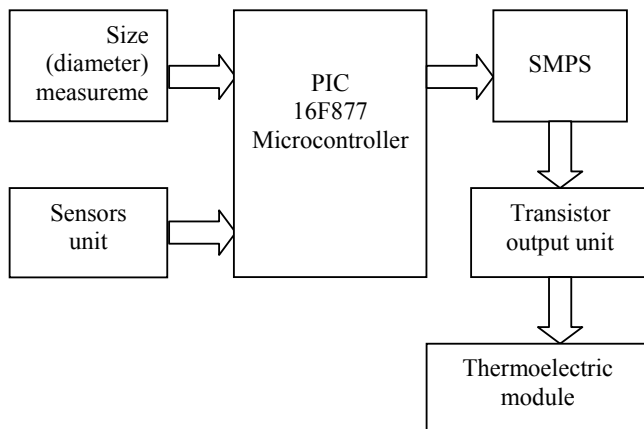 Size
(diameter)
measureme
PIC
16F877
Microcontroller
SMPS
Sensors
unit
Transistor
output unit
Thermoelectric
module